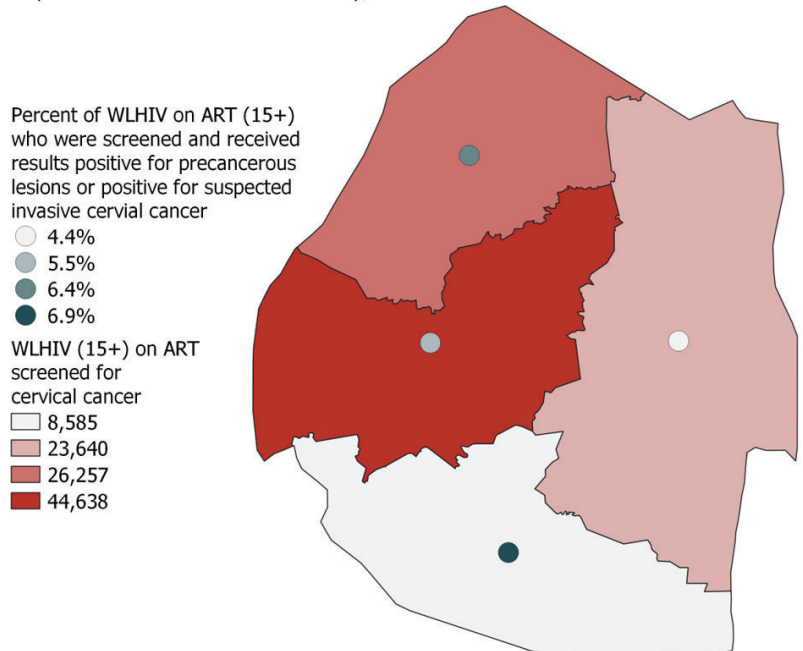 Percent of WLHIV on ART (15+)
who were screened and received
results positive for precancerous
lesions or positive for suspected
invasive cervial cancer
4.4%
5.5%
6.4%
6.9%
WLHIV (15+) on ART
screened for
cervical cancer
8,585
23,640
26,257
44,638